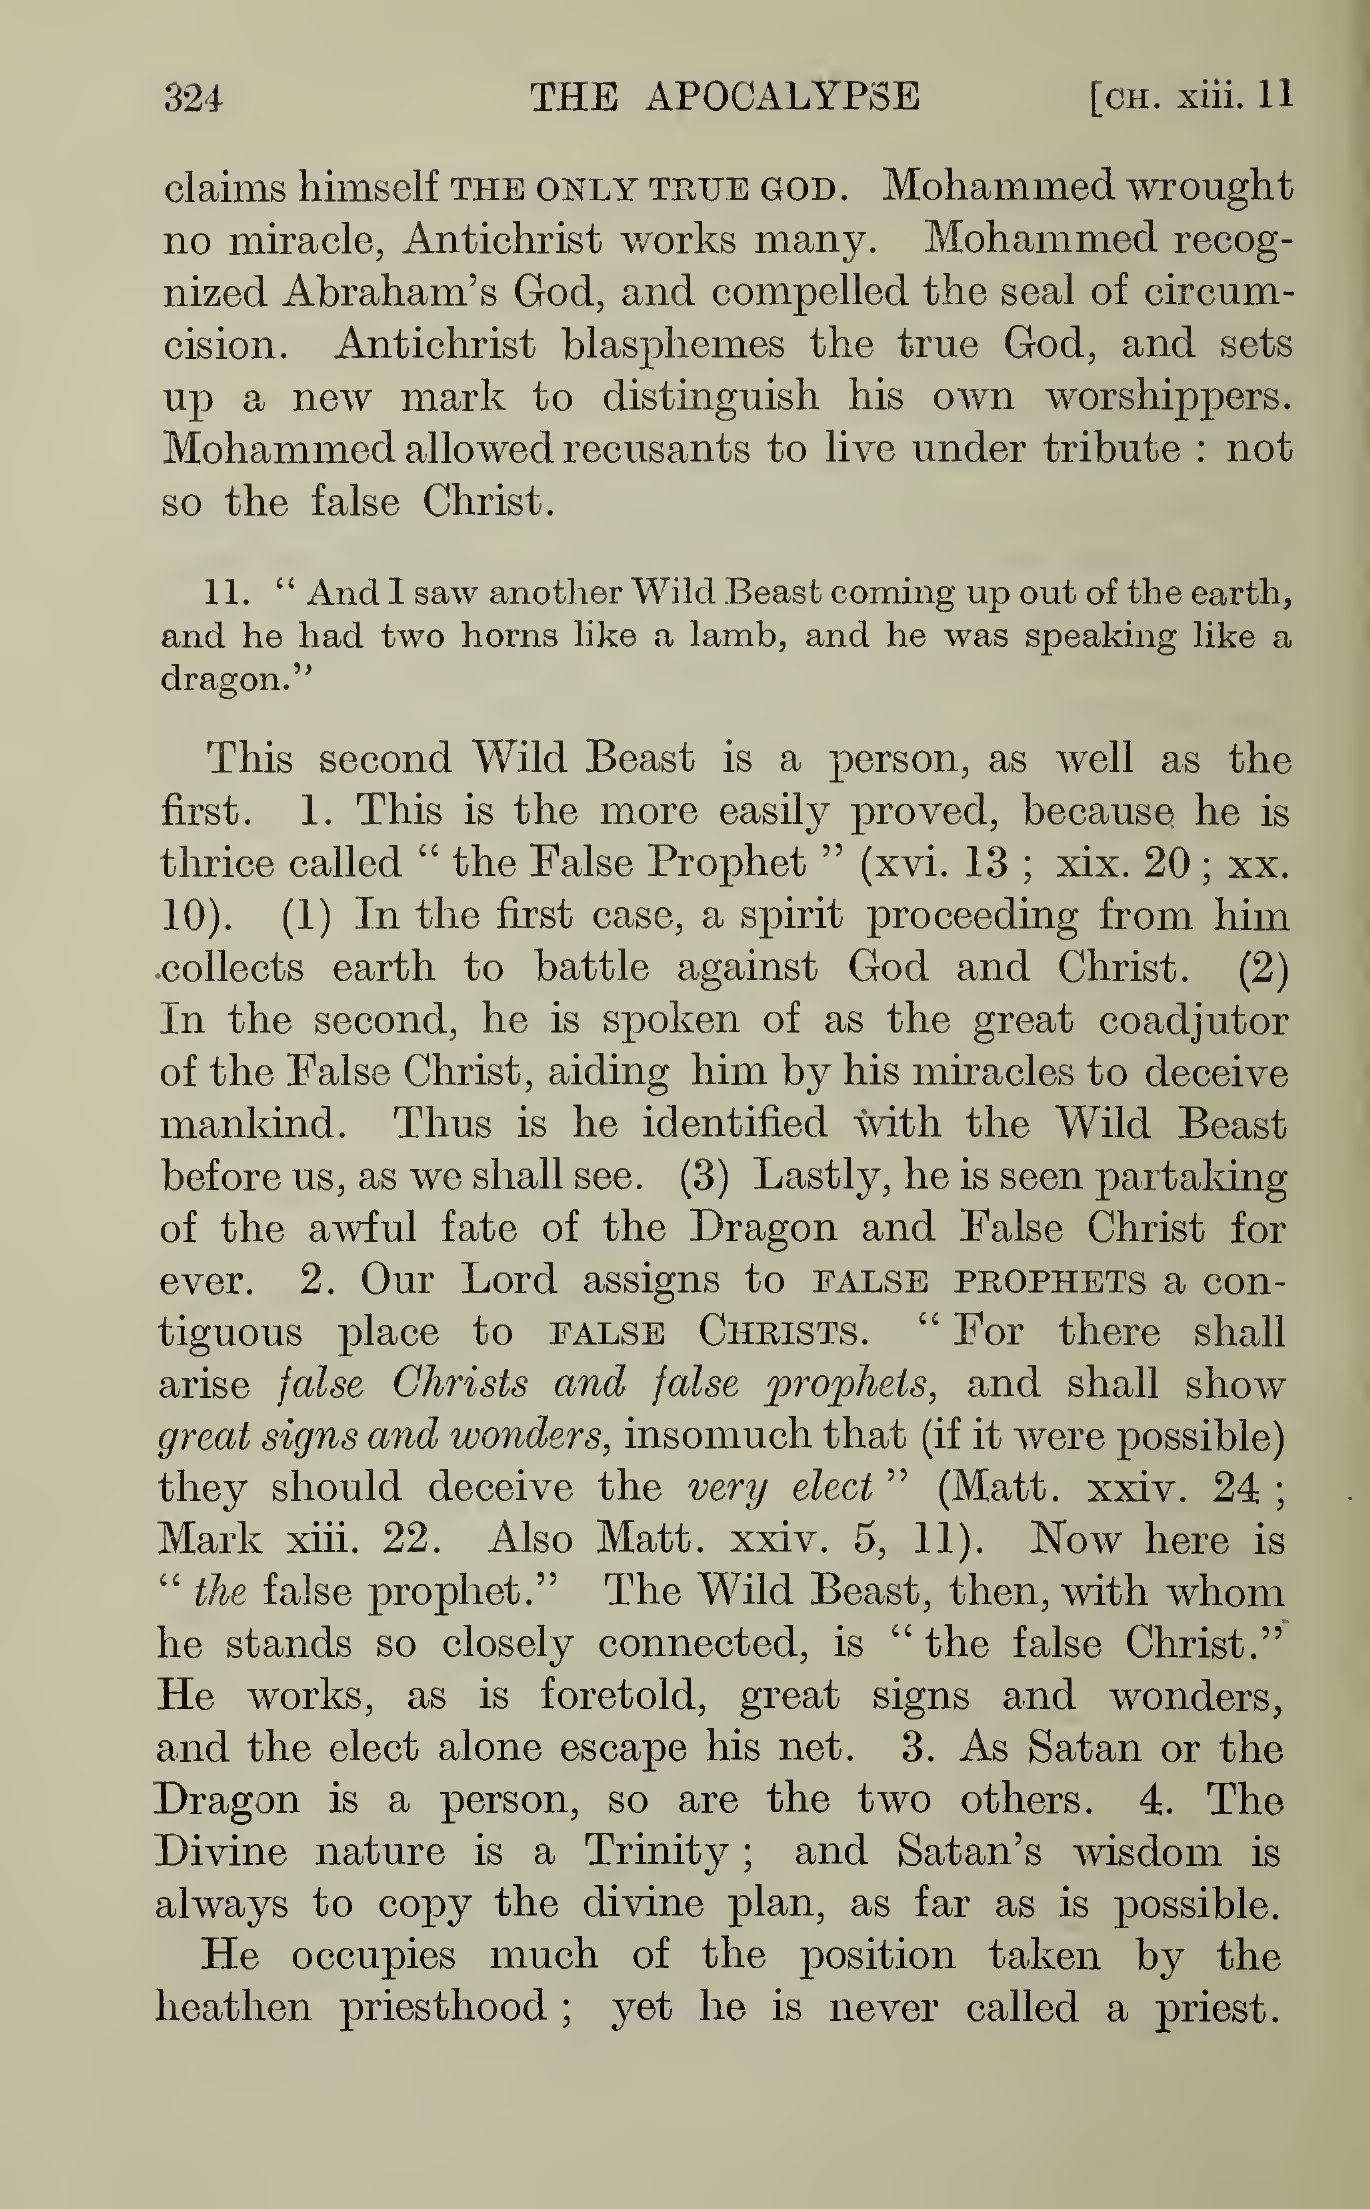 324 THE APOCALYPSE [CH. xiii. 11
claims himself THE ONLY TRUE GOD. Mohammed wrought
no miracle, Antichrist works many. Mohammed recog-
nized Abraham's God, and compelled the seal of circum-
cision. Antichrist blasphemes the true God, and sets
up a new mark to distinguish his own worshippers.
Mohammed allowed recusants to live under tribute : not
so the false Christ.
11. " And I saw another Wild Beast coming up out of the earth,
and he had two horns like a lamb, and he was speaking like a
dragon."
This second Wild Beast is a person, as well as the
first. 1. This is the more easily proved, because he is
thrice called " the False Prophet " (xvi. 13 ; xix. 20 ; xx.
10). (1) In the first case, a spirit proceeding from him
collects earth to battle against God and Christ. (2)
In the second, he is spoken of as the great coadjutor
of the False Christ, aiding him by his miracles to deceive
mankind. Thus is he identified with the Wild Beast
before us, as we shall see. (3) Lastly, he is seen partaking
of the awful fate of the Dragon and False Christ for
ever. 2. Our Lord assigns to FALSE PROPHETS a con-
tiguous place to FALSE CHRISTS. " For there shall
arise false Christs and false prophets, and shall show
great signs and wonders, insomuch that (if it were possible)
they should deceive the very elect " (Matt. xxiv. 24 ;
Mark xiii. 22. Also Matt. xxiv. 5, 11). Now here is
" the false prophet." The Wild Beast, then, with whom
he stands so closely connected, is " the false Christ."
He works, as is foretold, great signs and wonders,
and the elect alone escape his net. 3. As Satan or the
Dragon is a person, so are the two others. 4. The
Divine nature is a Trinity ; and Satan's wisdom is
always to copy the divine plan, as far as is possible.
He occupies much of the position taken by the
heathen priesthood ; yet he is never called a priest.